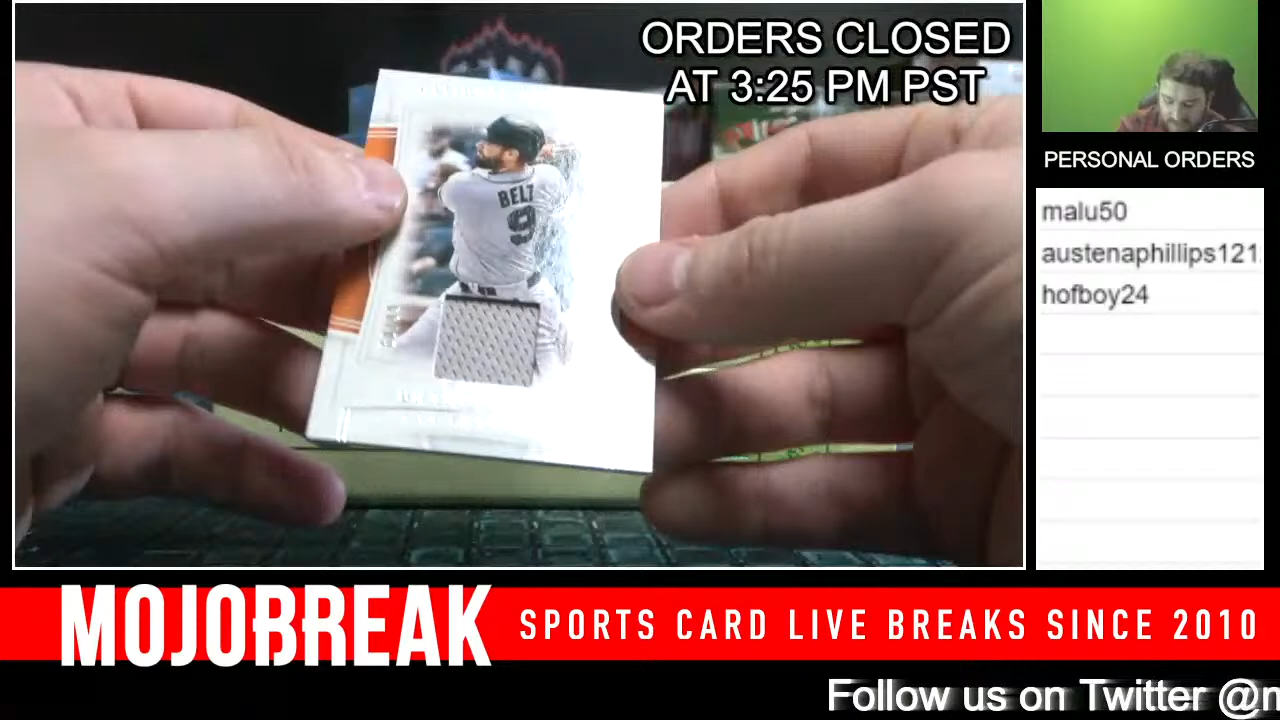 ORDERS CLOSED
AT 3:25 PM PST
BELT
9
PERSONAL ORDERS
malu50
austenaphillips121
hofboy24
MOJOBREAK
SPORTS CARD LIVE BREAKS SINCE 2010
Follow us on Twitter @m